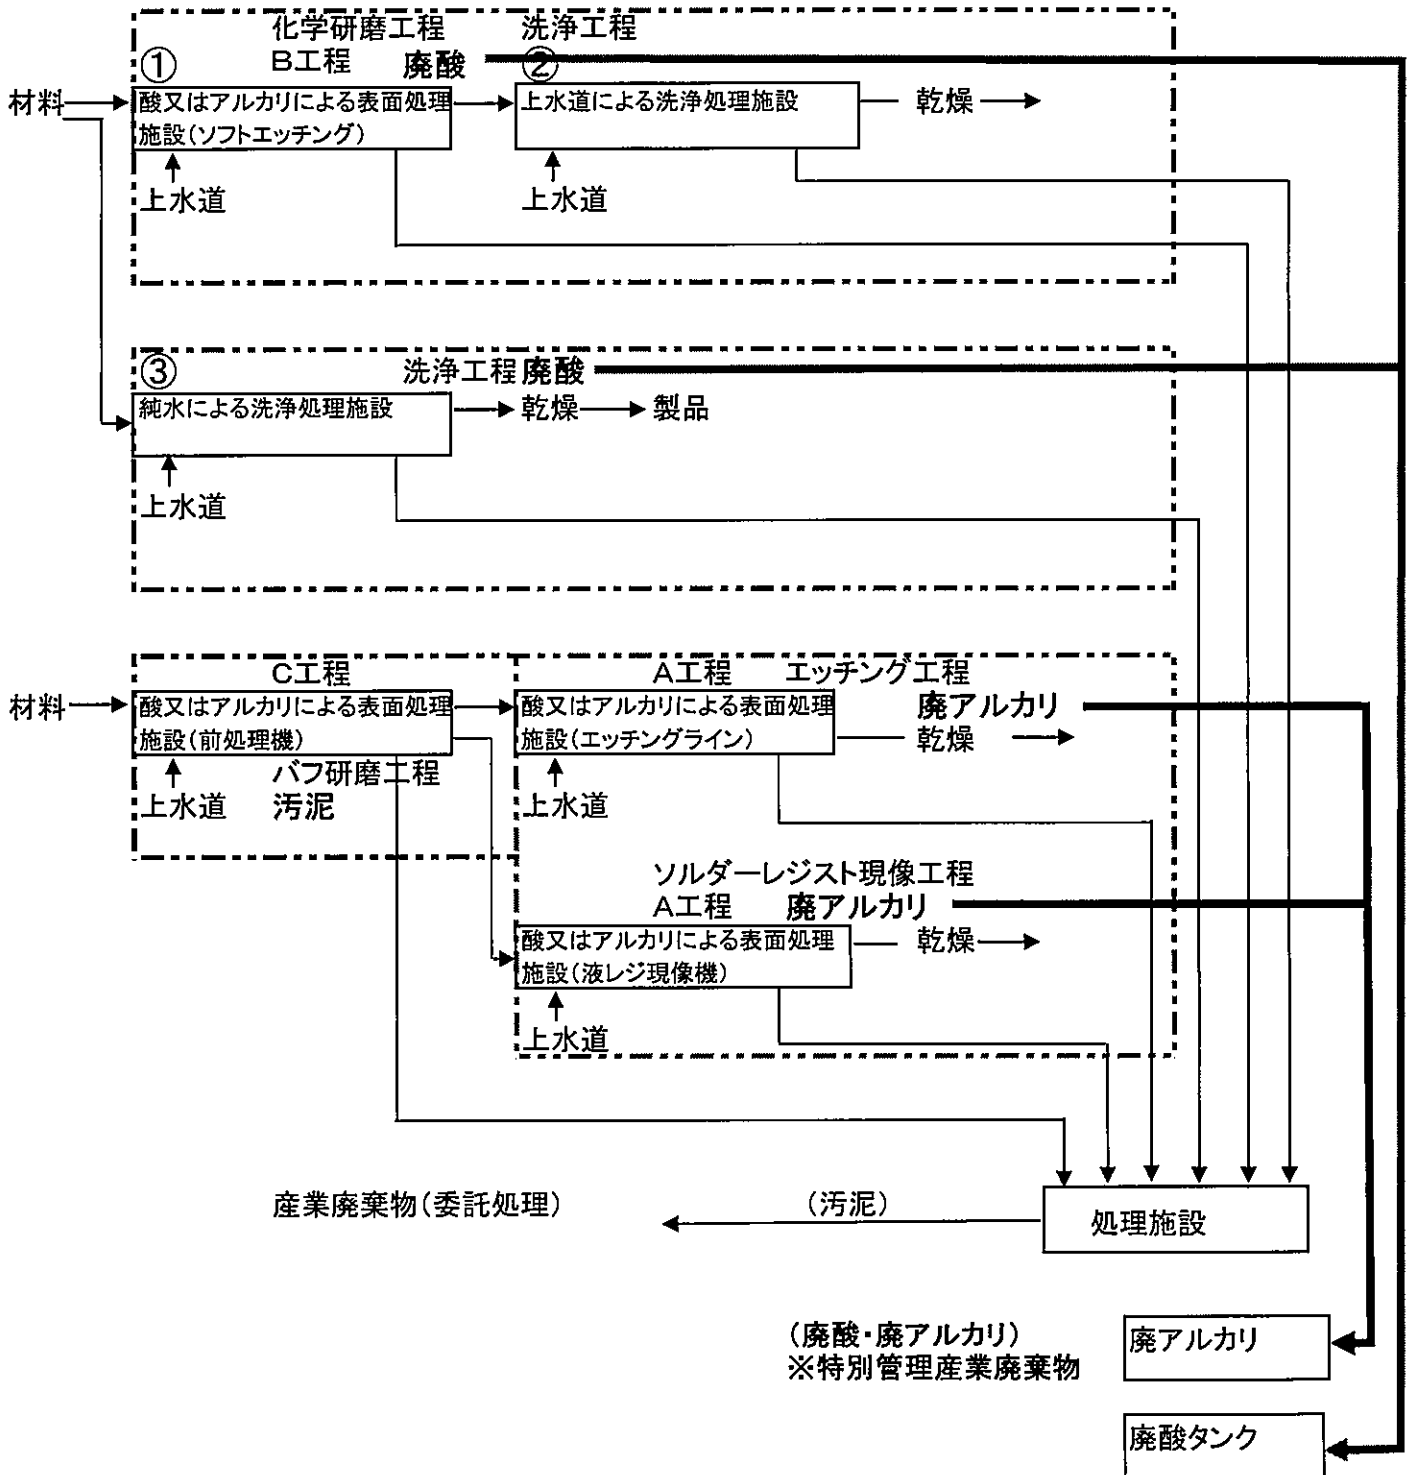 化学研磨工程
洗浄工程
① B工程 廃酸 ②
材料
酸又はアルカリによる表面処理
施設(ソフトエッチング)
上水道による洗浄処理施設
乾燥
上水道
上水道
③ 洗浄工程 廃酸
純水による洗浄処理施設
乾燥
製品
上水道
C工程
A工程 エッチング工程
材料
酸又はアルカリによる表面処理
施設(前処理機)
酸又はアルカリによる表面処理
施設(エッチングライン)
廃アルカリ
乾燥
バフ研磨工程
上水道
汚泥
上水道
ソルダーレジスト現像工程
A工程 廃アルカリ
酸又はアルカリによる表面処理
施設(液レジ現像機)
乾燥
上水道
産業廃棄物(委託処理)
(汚泥)
処理施設
(廃酸・廃アルカリ)
※特別管理産業廃棄物
廃アルカリ
廃酸タンク